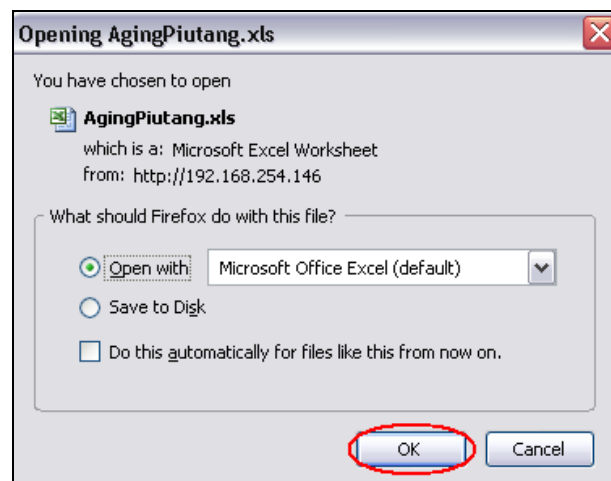 Opening AgingPiutang.xls
You have chosen to open
AgingPiutang.xls
which is a: Microsoft Excel Worksheet
from: http://192.168.254.146
What should Firefox do with this file?
Open with Microsoft Office Excel (default)
Save to Disk
Do this automatically for files like this from now on.
OK Cancel